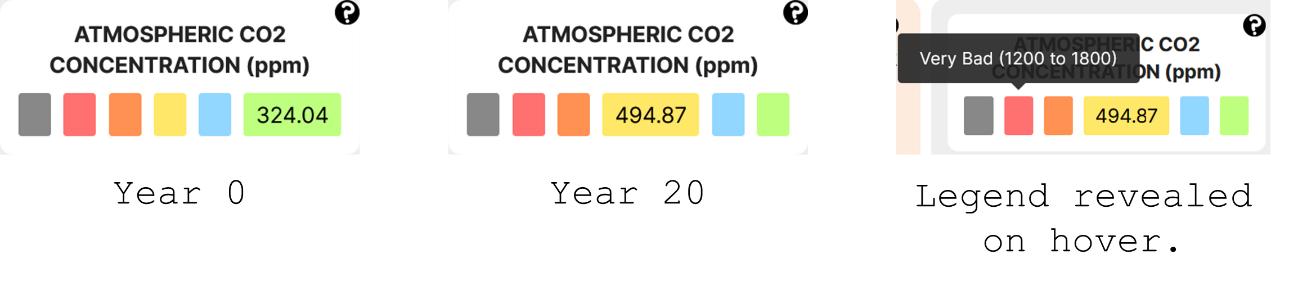 ATMOSPHERIC CO2
CONCENTRATION (ppm)
324.04
?
Year 0
ATMOSPHERIC CO2
CONCENTRATION (ppm)
494.87
?
Year 20
ATMOSPHERIC CO2
CONCENTRATION (ppm)
Very Bad (1200 to 1800)
494.87
?
Legend revealed
on hover.